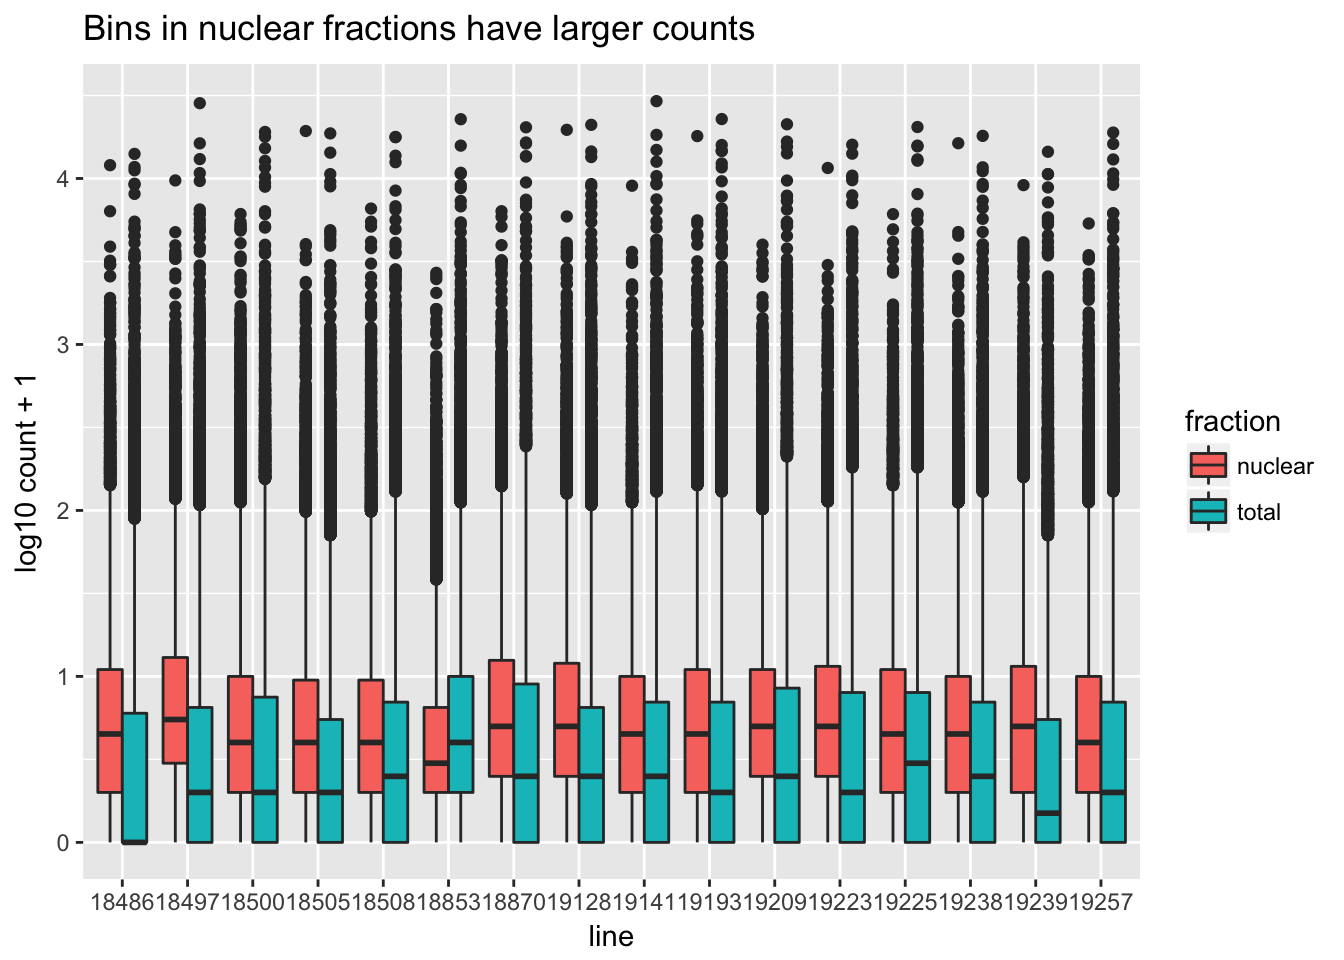 Bins in nuclear fractions have larger counts
log10 count + 1
4
3
2
1
0
18486 18497 18500 18505 18508 18853 18870 19128 19141 19193 19209 19223 19225 19238 19239 19257
line
fraction
nuclear
total